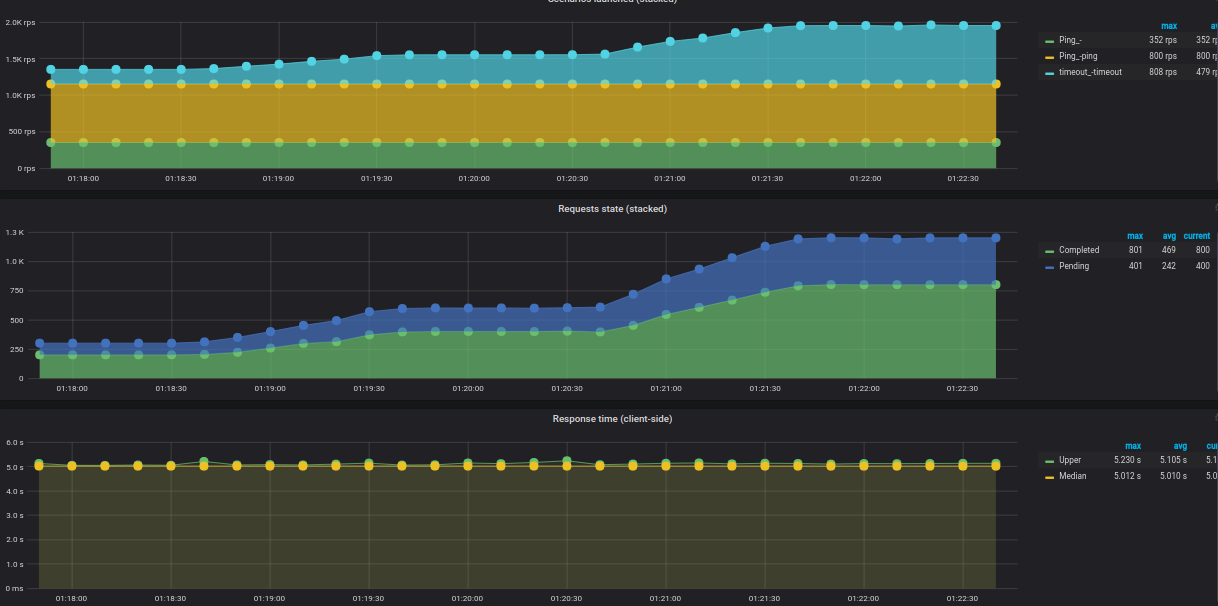 Scenarios launched (stacked)
2.0K rps
1.5K rps
1.0K rps
500 rps
0 rps
01:18:00 01:18:30 01:19:00 01:19:30 01:20:00 01:20:30 01:21:00 01:21:30 01:22:00 01:22:30
max
Ping_- 352 rps 352
Ping_-ping 800 rps 800
timeout_-timeout 808 rps 479
Requests state (stacked)
1.3 K
1.0 K
750
500
250
0
01:18:00 01:18:30 01:19:00 01:19:30 01:20:00 01:20:30 01:21:00 01:21:30 01:22:00 01:22:30
max avg current
Completed 801 469 800
Pending 401 242 400
Response time (client-side)
6.0 s
5.0 s
4.0 s
3.0 s
2.0 s
1.0 s
0 ms
01:18:00 01:18:30 01:19:00 01:19:30 01:20:00 01:20:30 01:21:00 01:21:30 01:22:00 01:22:30
max avg
Upper 5.230 s 5.105 s 5.1
Median 5.012 s 5.010 s 5.0